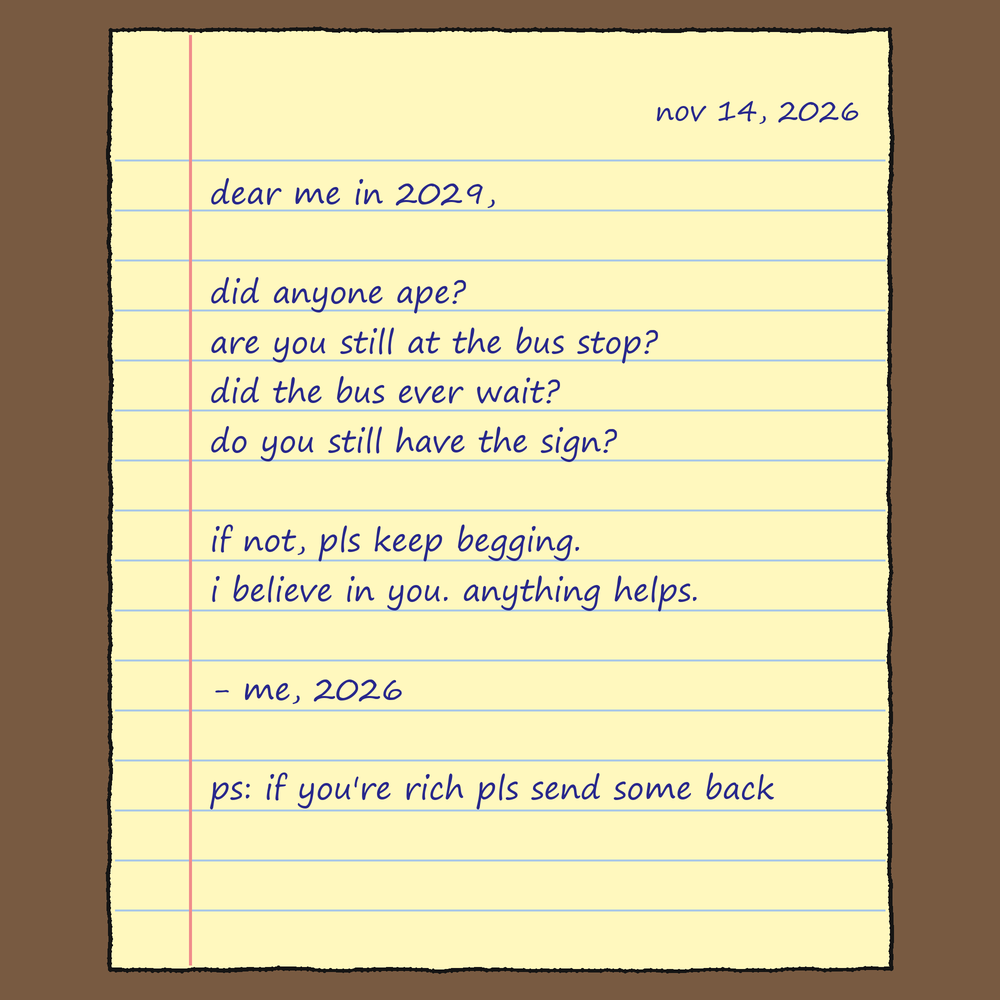 nov 14, 2026
dear me in 2029,
did anyone ape?
are you still at the bus stop?
did the bus ever wait?
do you still have the sign?
if not, pls keep begging.
i believe in you. anything helps.
- me, 2026
ps: if you're rich pls send some back